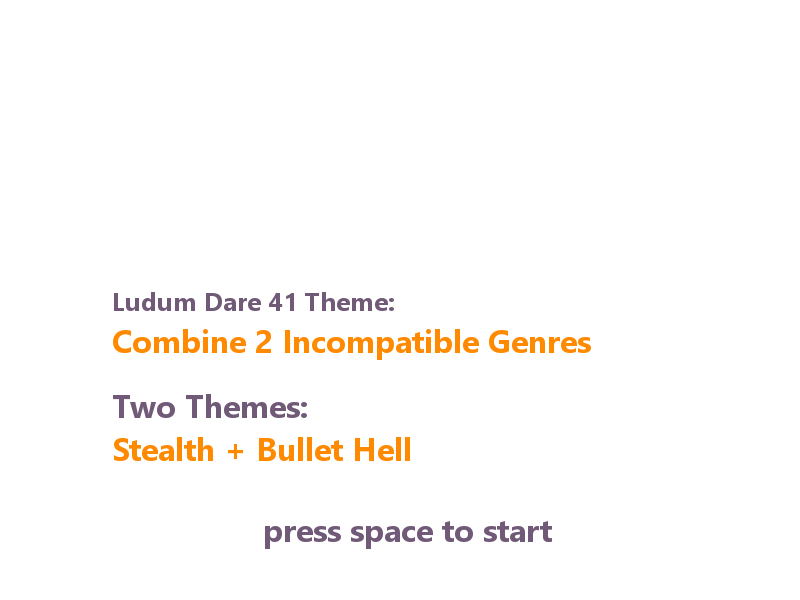 Ludum Dare 41 Theme:
Combine 2 Incompatible Genres
Two Themes:
Stealth + Bullet Hell
press space to start